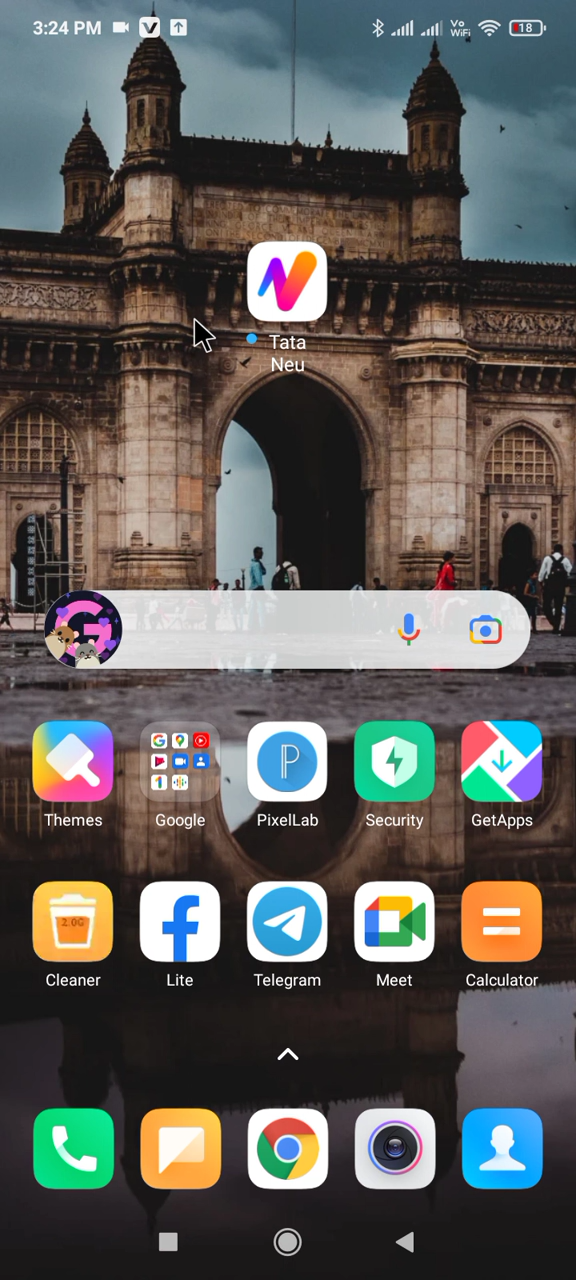 3:24 PM
Vo
WiFi
18
Tata
Neu
Themes
Google
PixelLab
Security
GetApps
2.0G
Cleaner
Lite
Telegram
Meet
Calculator